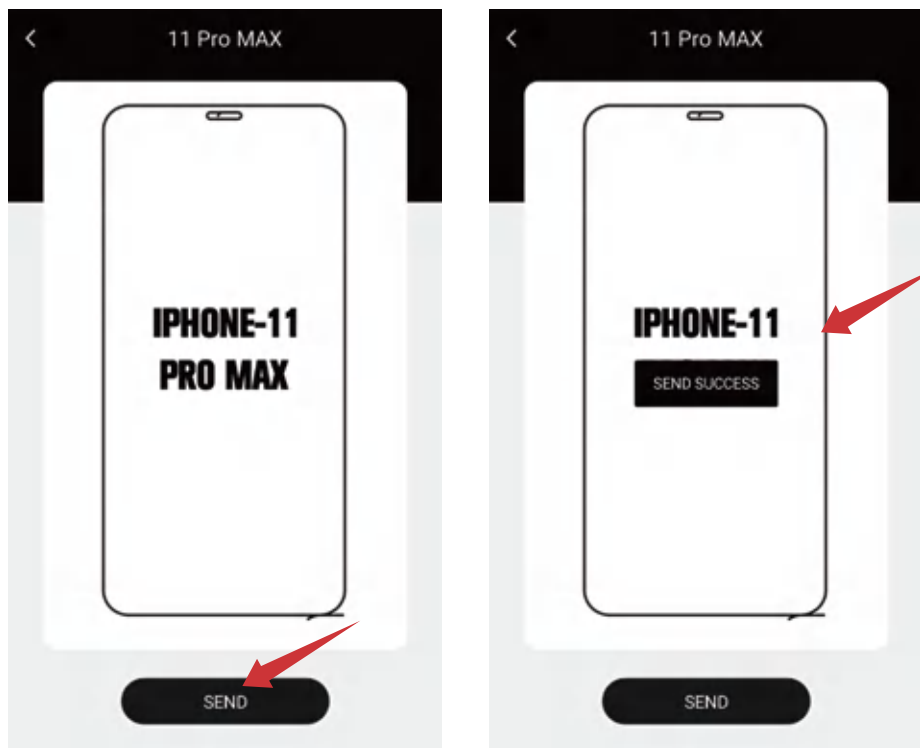 11 Pro MAX
IPHONE-11
PRO MAX
SEND
11 Pro MAX
IPHONE-11
SEND SUCCESS
SEND